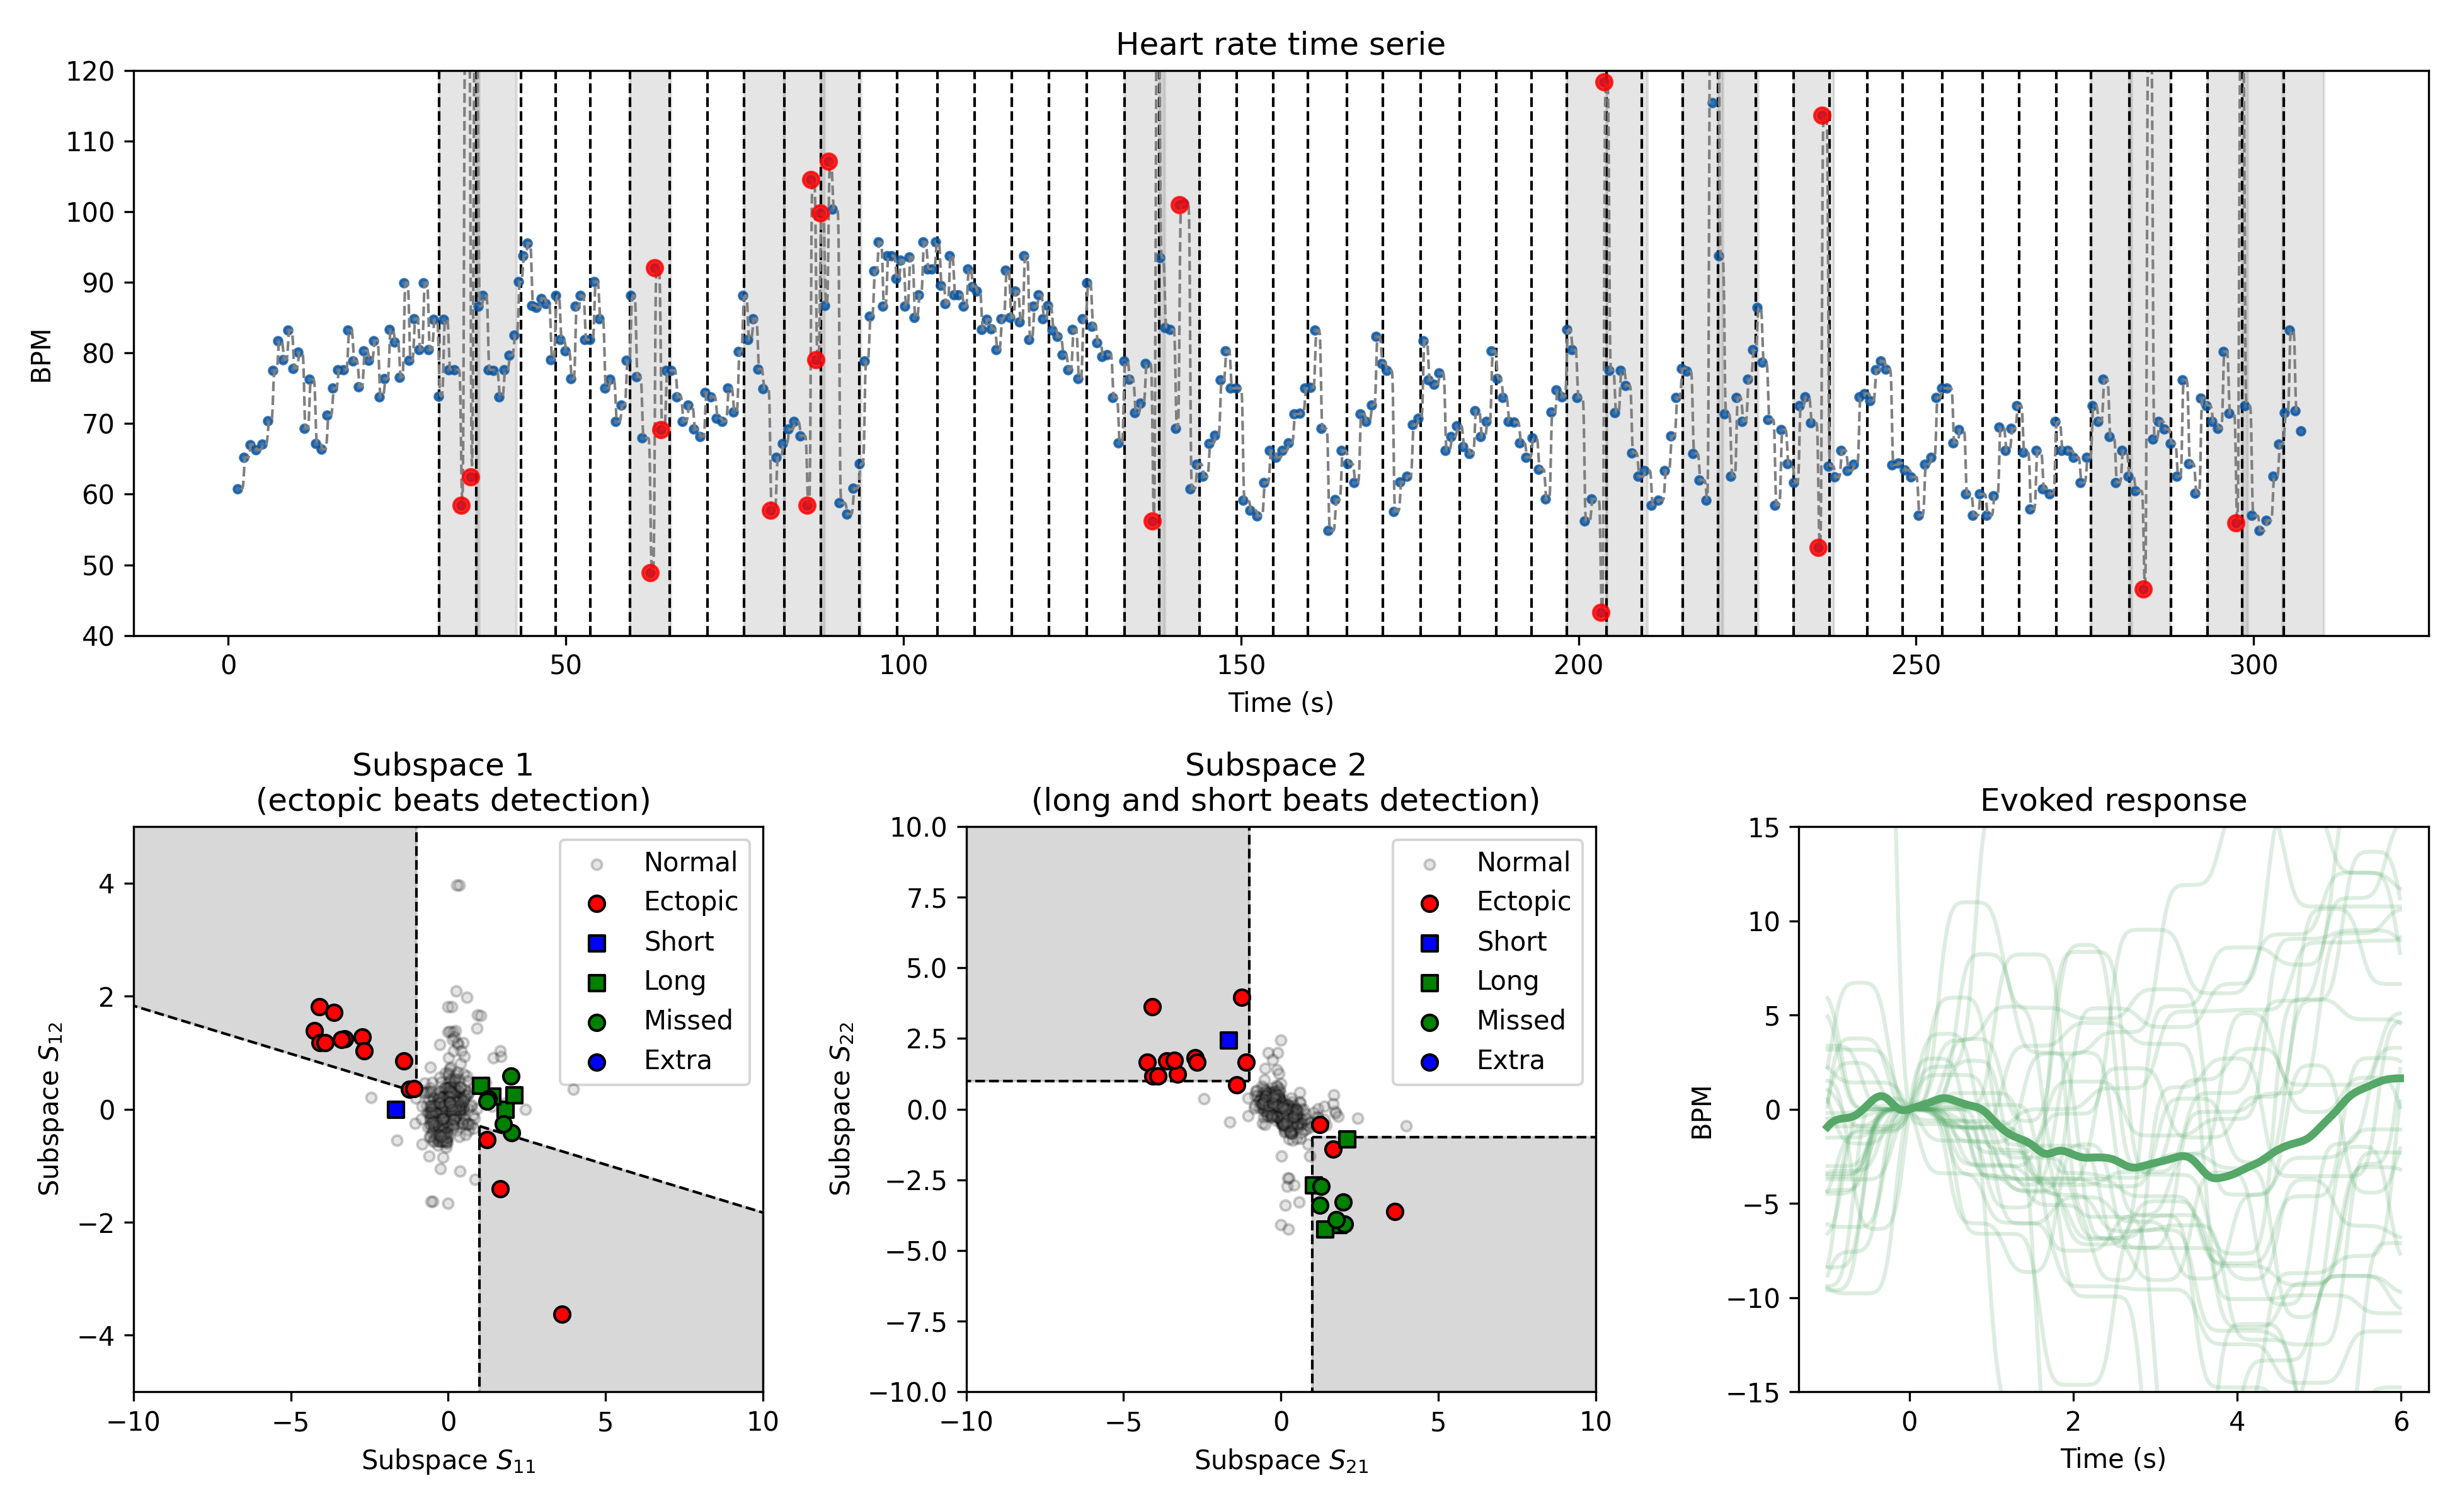 Heart rate time serie
120
110
100
90
80
70
60
50
40
BPM
0 50 100 150 200 250 300
Time (s)
Subspace 1
(ectopic beats detection)
4
2
0
−2
−4
Subspace S12
Normal
Ectopic
Short
Long
Missed
Extra
−10 −5 0 5 10
Subspace S11
Subspace 2
(long and short beats detection)
10.0
7.5
5.0
2.5
0.0
−2.5
−5.0
−7.5
−10.0
Subspace S22
Normal
Ectopic
Short
Long
Missed
Extra
−10 −5 0 5 10
Subspace S21
Evoked response
15
10
5
0
−5
−10
−15
BPM
0 2 4 6
Time (s)